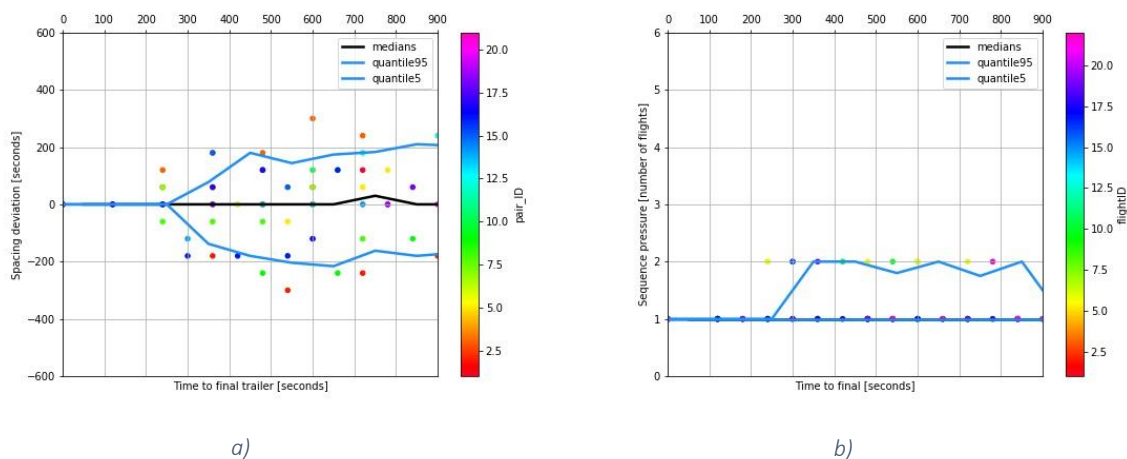 0 100 200 300 400 500 600 700 800 900
600
400
200
0
−200
−400
−600
Spacing deviation [seconds]
Time to final trailer [seconds]
medians
quantile95
quantile5
20.0
17.5
15.0
12.5
10.0
7.5
5.0
2.5
pair_ID
a)
0 100 200 300 400 500 600 700 800 900
6
5
4
3
2
1
0
Sequence pressure [number of flights]
Time to final [seconds]
medians
quantile95
quantile5
20.0
17.5
15.0
12.5
10.0
7.5
5.0
2.5
flightID
b)